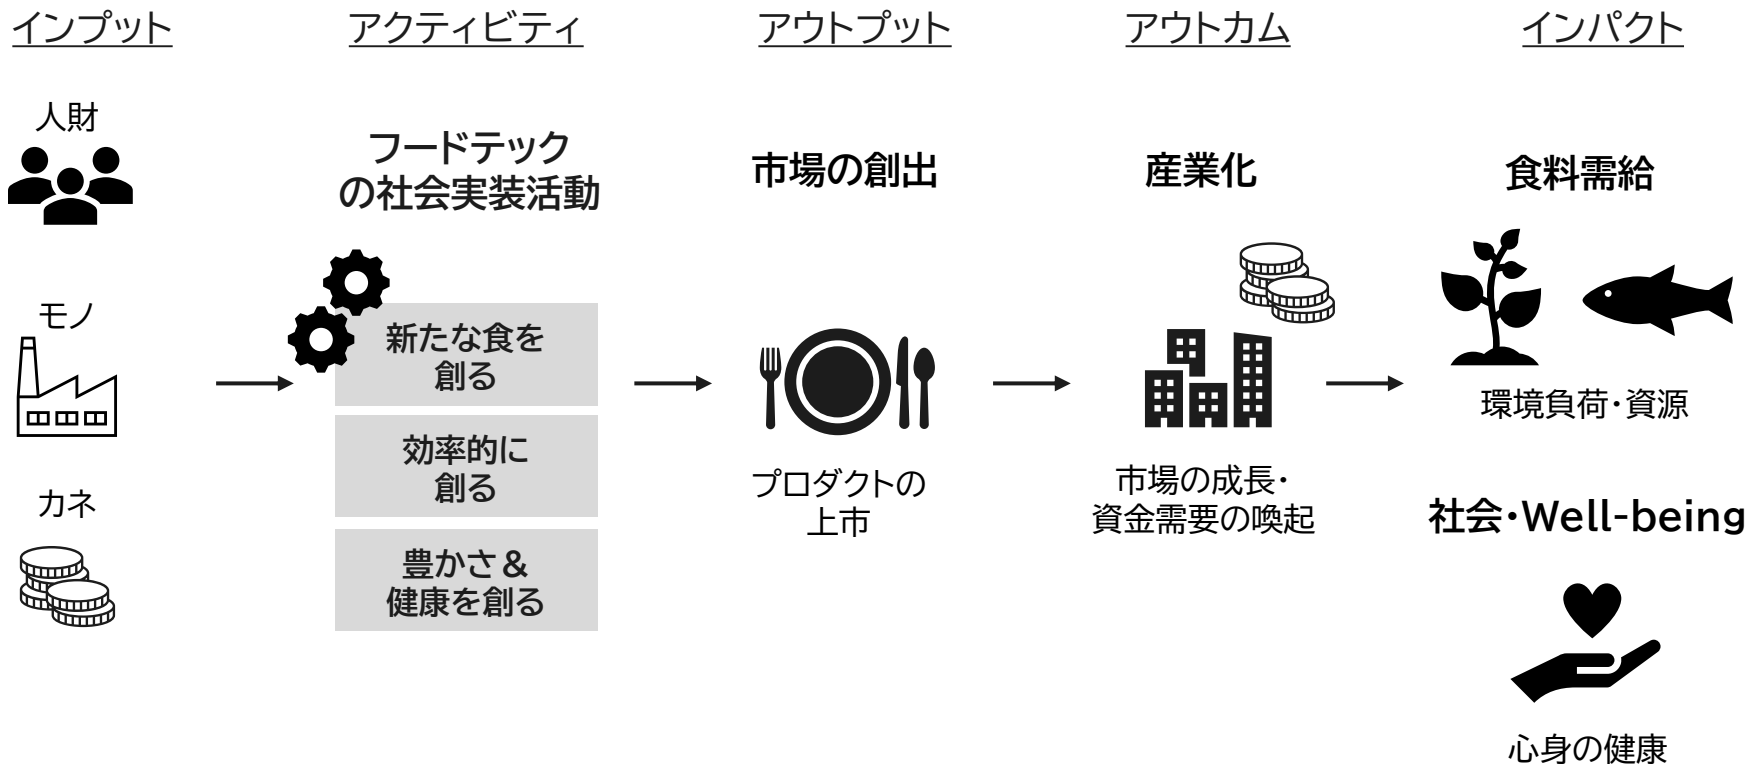 インプット
人財
モノ
カネ
アクティビティ
フードテック
の社会実装活動
新たな食を
創る
効率的に
創る
豊かさ&
健康を創る
アウトプット
市場の創出
プロダクトの
上市
アウトカム
産業化
市場の成長・
資金需要の喚起
インパクト
食料需給
環境負荷・資源
社会・Well-being
心身の健康